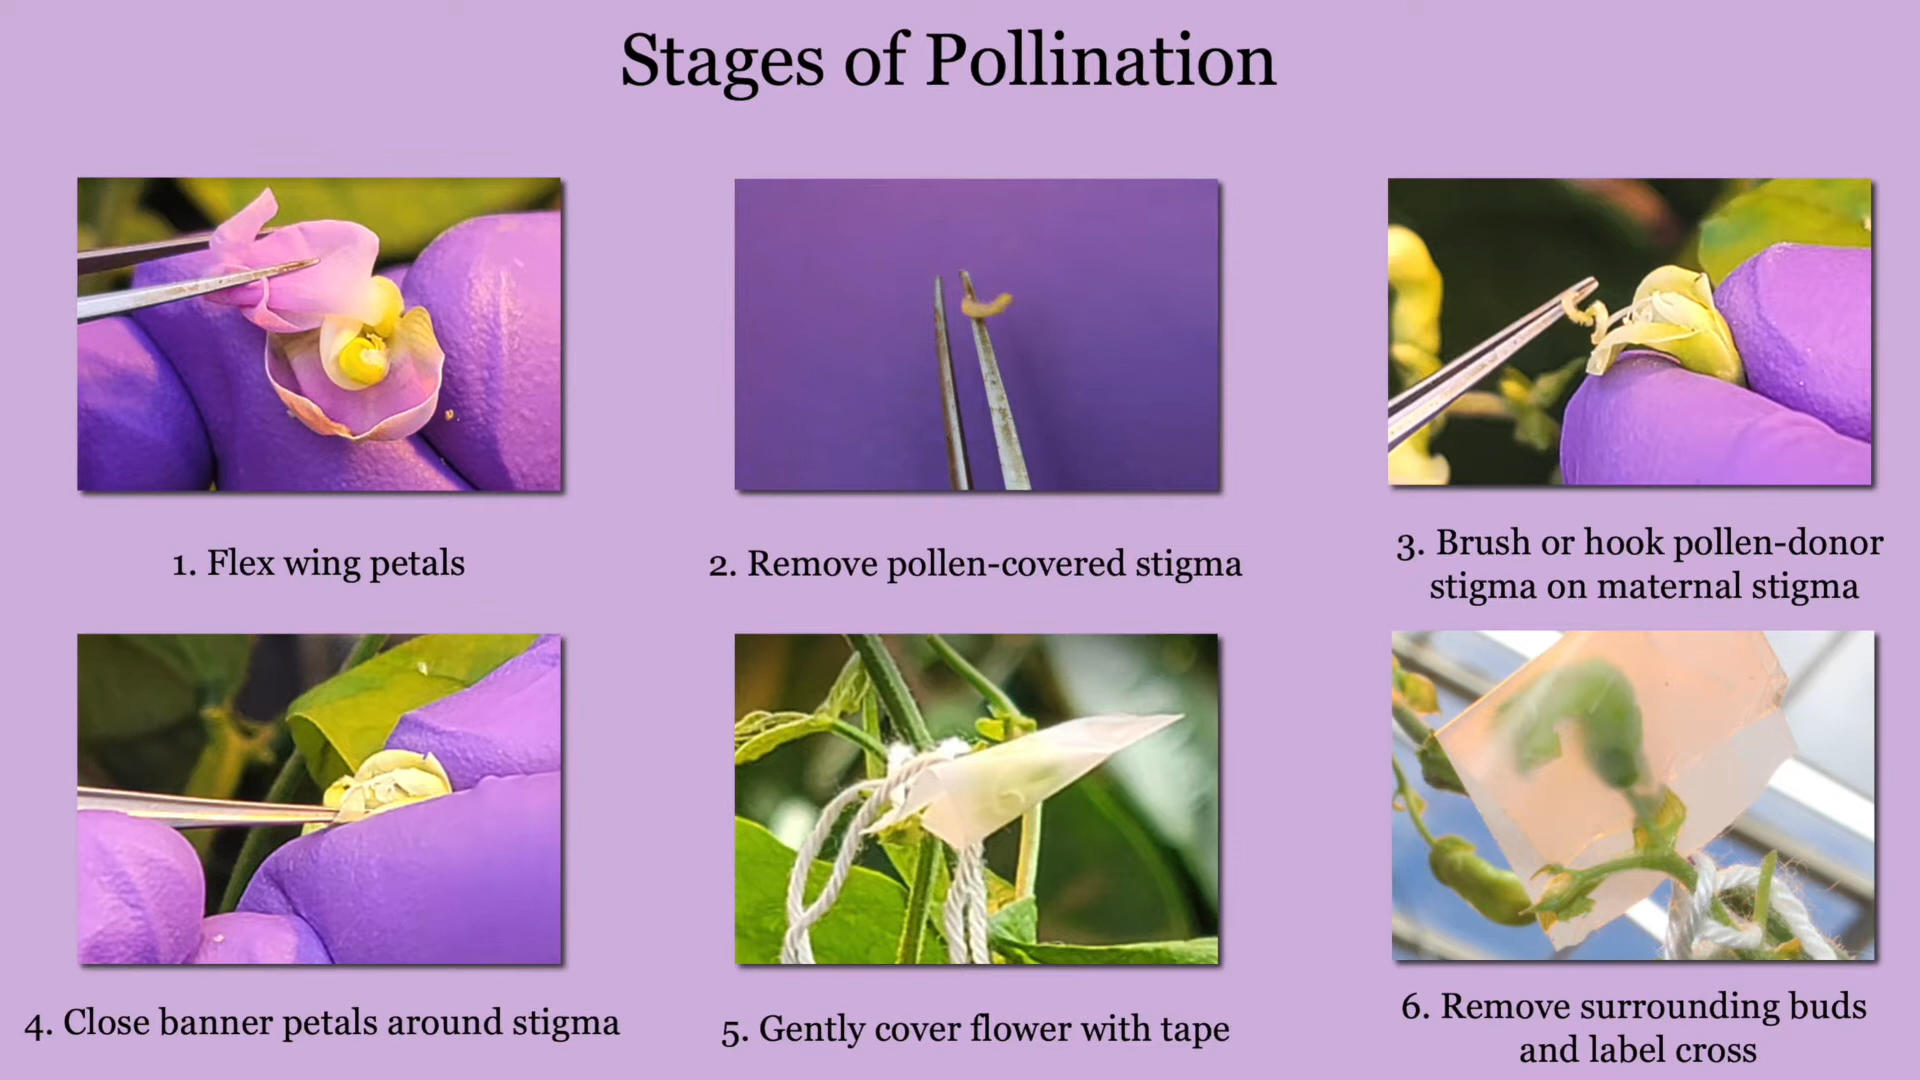 Stages of Pollination
1. Flex wing petals
2. Remove pollen-covered stigma
3. Brush or hook pollen-donor
stigma on maternal stigma
4. Close banner petals around stigma
5. Gently cover flower with tape
6. Remove surrounding buds
and label cross